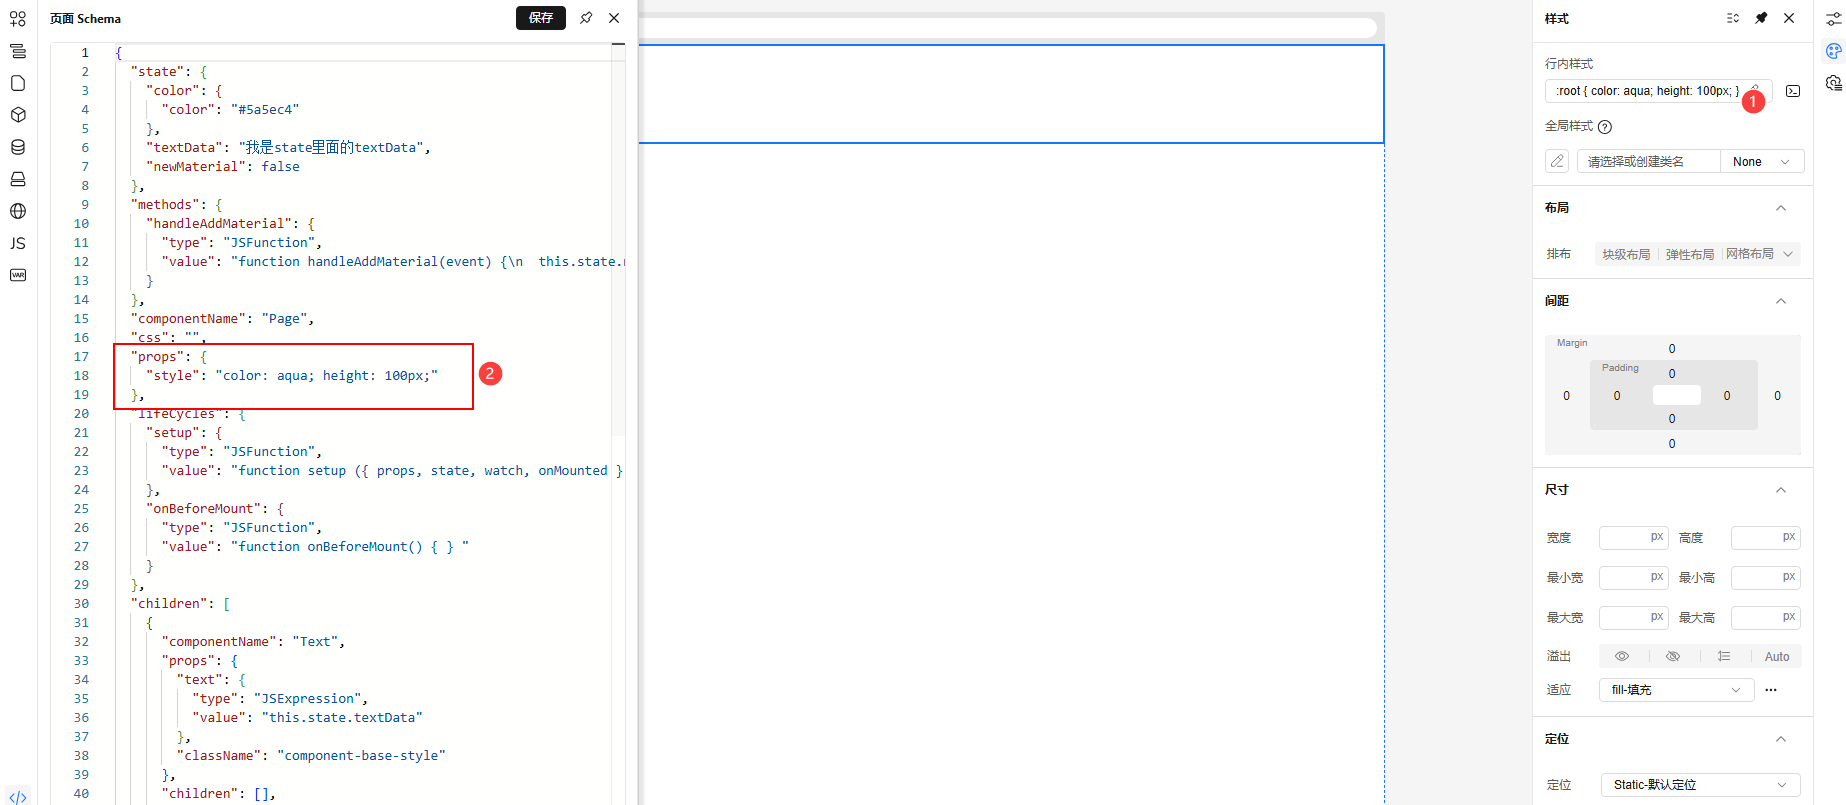 页面 Schema
保存
1 {
2 "state": {
3 "color": {
4 "color": "#5a5ec4"
5 },
6 "textData": "我是state里面的textData",
7 "newMaterial": false
8 },
9 "methods": {
10 "handleAddMaterial": {
11 "type": "JSFunction",
12 "value": "function handleAddMaterial(event) {\n  this.state.
13 }
14 },
15 "componentName": "Page",
16 "css": "",
17 "props": {
18 "style": "color: aqua; height: 100px;"
2
19 },
20 "lifeCycles": {
21 "setup": {
22 "type": "JSFunction",
23 "value": "function setup ({ props, state, watch, onMounted }
24 },
25 "onBeforeMount": {
26 "type": "JSFunction",
27 "value": "function onBeforeMount() { } "
28 }
29 },
30 "children": [
31 {
32 "componentName": "Text",
33 "props": {
34 "text": {
35 "type": "JSExpression",
36 "value": "this.state.textData"
37 },
38 "className": "component-base-style"
39 },
40 "children": [],
JS
VAR
样式
行内样式
:root { color: aqua; height: 100px; }
1
全局样式 ?
请选择或创建类名 None
布局
排布 块级布局 弹性布局 网格布局
间距
Margin
0
Padding
0
0 0 0 0
0
0
尺寸
宽度 px 高度 px
最小宽 px 最小高 px
最大宽 px 最大高 px
溢出 Auto
适应 fill-填充
定位
定位 Static-默认定位